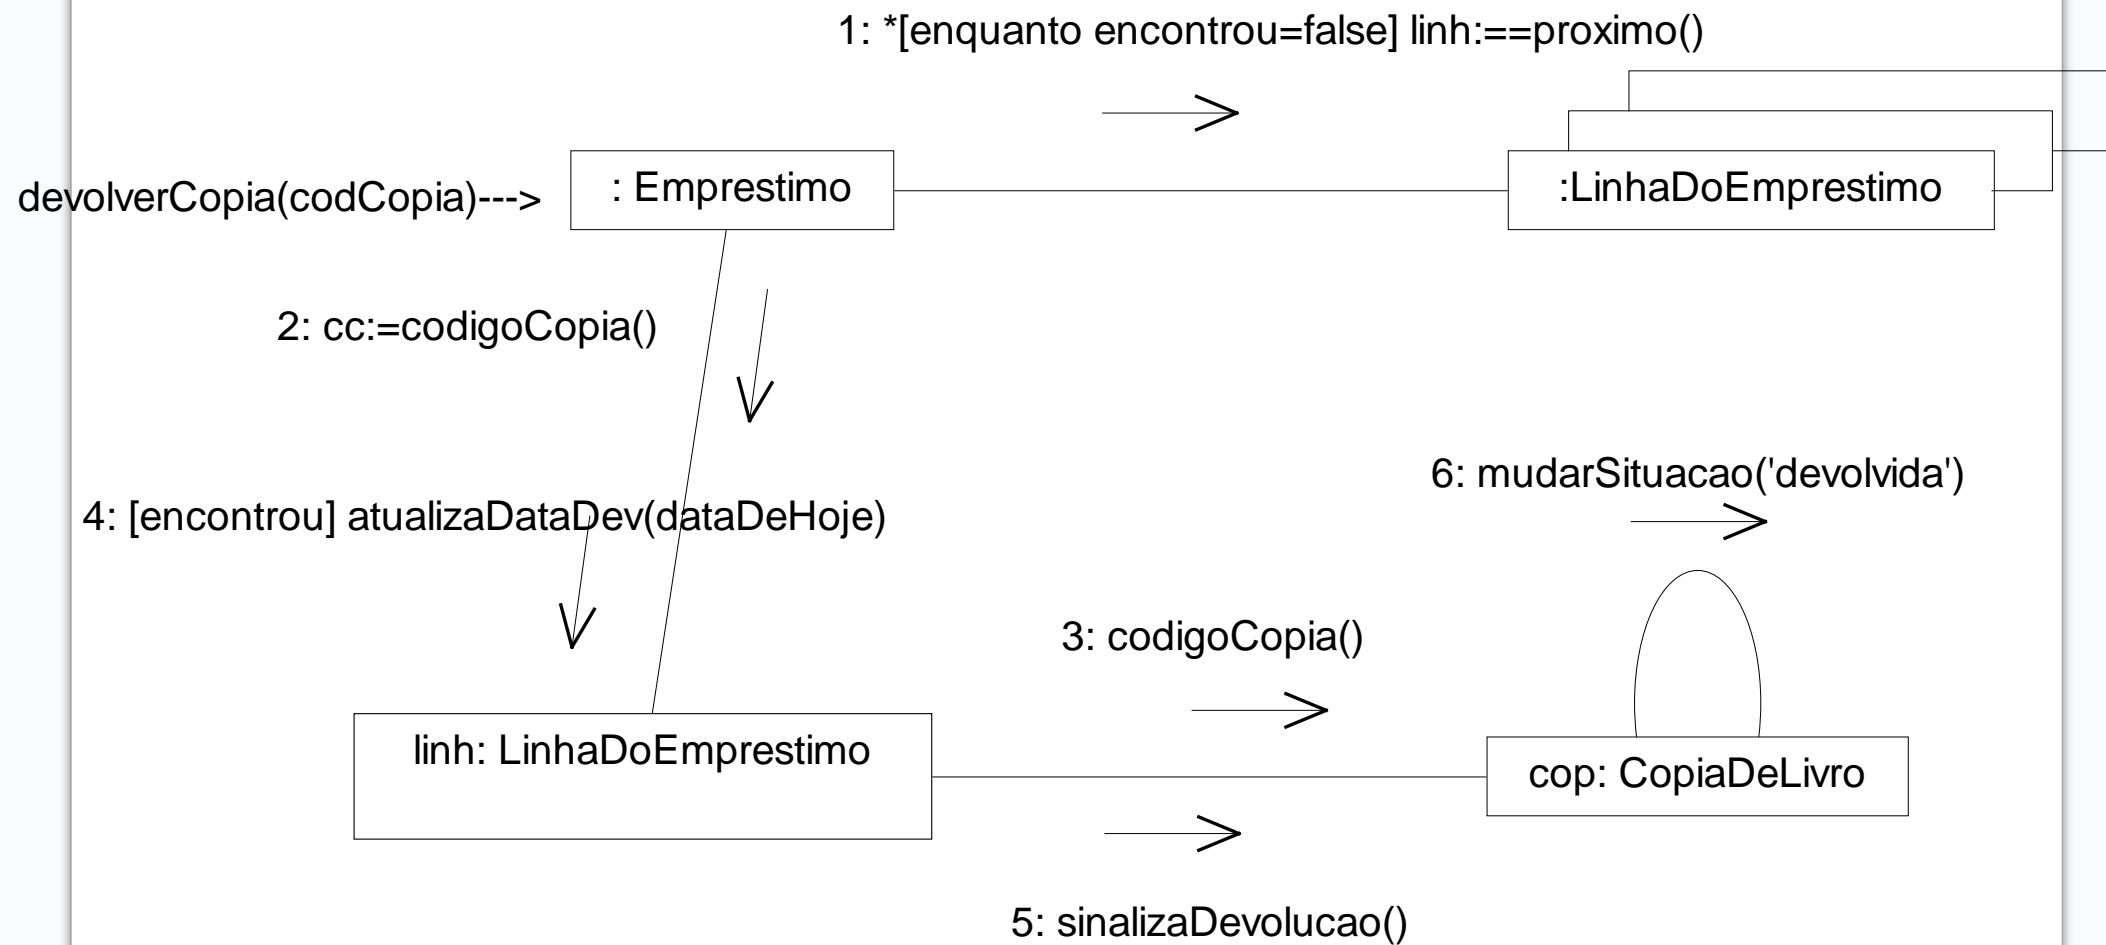 1: *[enquanto encontrou=false] linh:==proximo()
devolverCopia(codCopia)--->
: Emprestimo
:LinhaDoEmprestimo
2: cc:=codigoCopia()
6: mudarSituacao('devolvida')
4: [encontrou] atualizaDataDev(dataDeHoje)
3: codigoCopia()
linh: LinhaDoEmprestimo
cop: CopiaDeLivro
5: sinalizaDevolucao()